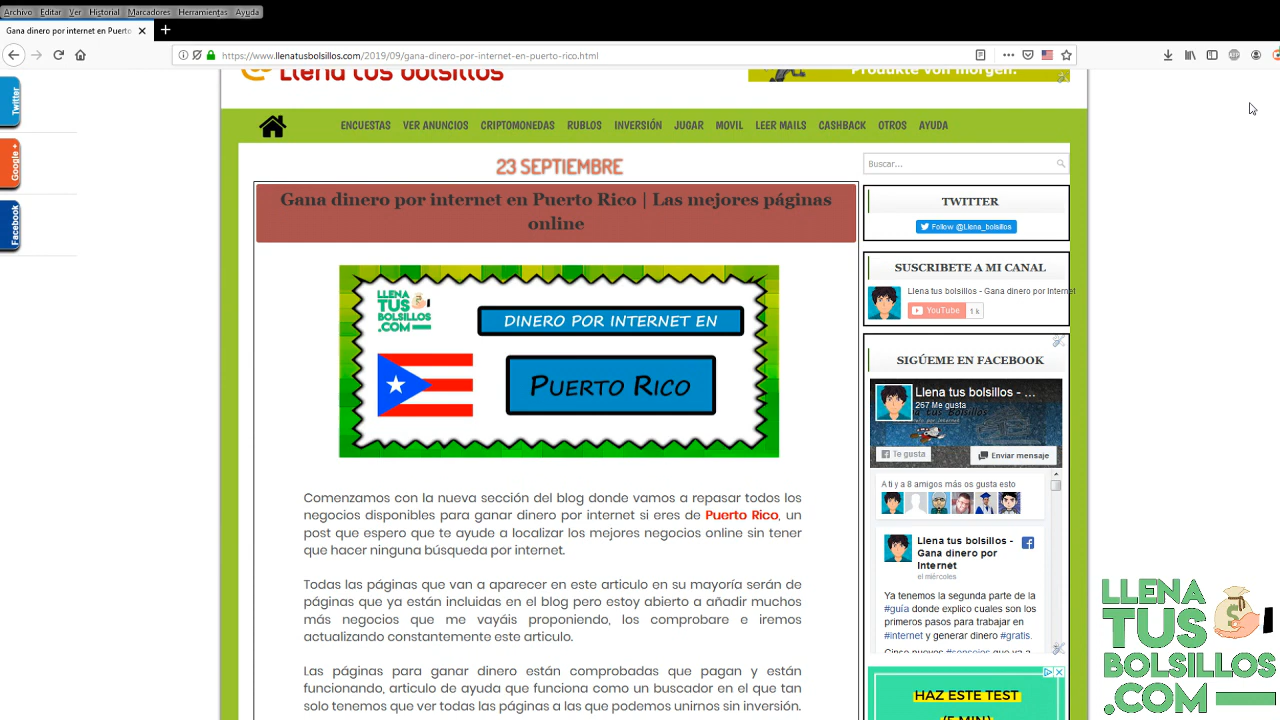 Archivo Editar Ver Historial Marcadores Herramientas Ayuda
Gana dinero por internet en Puerto
https://www.llenatusbolsillos.com/2019/09/gana-dinero-por-internet-en-puerto-rico.html
Llena tus bolsillos
Produkte von morgen.
Twitter
Google +
Facebook
ENCUESTAS VER ANUNCIOS CRIPTOMONEDAS RUBLOS INVERSIÓN JUGAR MOVIL LEER MAILS CASHBACK OTROS AYUDA
23 SEPTIEMBRE
Gana dinero por internet en Puerto Rico | Las mejores páginas
online
LLENA
TUS
BOLSILLOS
.COM
DINERO POR INTERNET EN
PUERTO RICO
Comenzamos con la nueva sección del blog donde vamos a repasar todos los
negocios disponibles para ganar dinero por internet si eres de Puerto Rico, un
post que espero que te ayude a localizar los mejores negocios online sin tener
que hacer ninguna búsqueda por internet.
Todas las páginas que van a aparecer en este articulo en su mayoría serán de
páginas que ya están incluidas en el blog pero estoy abierto a añadir muchos
más negocios que me vayáis proponiendo, los comprobare e iremos
actualizando constantemente este articulo.
Las páginas para ganar dinero están comprobadas que pagan y están
funcionando, articulo de ayuda que funciona como un buscador en el que tan
solo tenemos que ver todas las páginas a las que podemos unirnos sin inversión.
Buscar...
TWITTER
Follow @Llena_bolsillos
SUSCRIBETE A MI CANAL
Llena tus bolsillos - Gana dinero por Internet
YouTube 1 k
SIGÚEME EN FACEBOOK
Llena tus bolsillos - ...
267 Me gusta
Te gusta
Enviar mensaje
A ti y a 8 amigos más os gusta esto
Llena tus bolsillos -
Gana dinero por
Internet
el miércoles
Ya tenemos la segunda parte de la
#guía donde explico cuales son los
primeros pasos para trabajar en
#internet y generar dinero #gratis.
Cinco nuevos #consejos que ya a
HAZ ESTE TEST
(5 MIN)
LLENA
TUS
BOLSILLOS
.COM